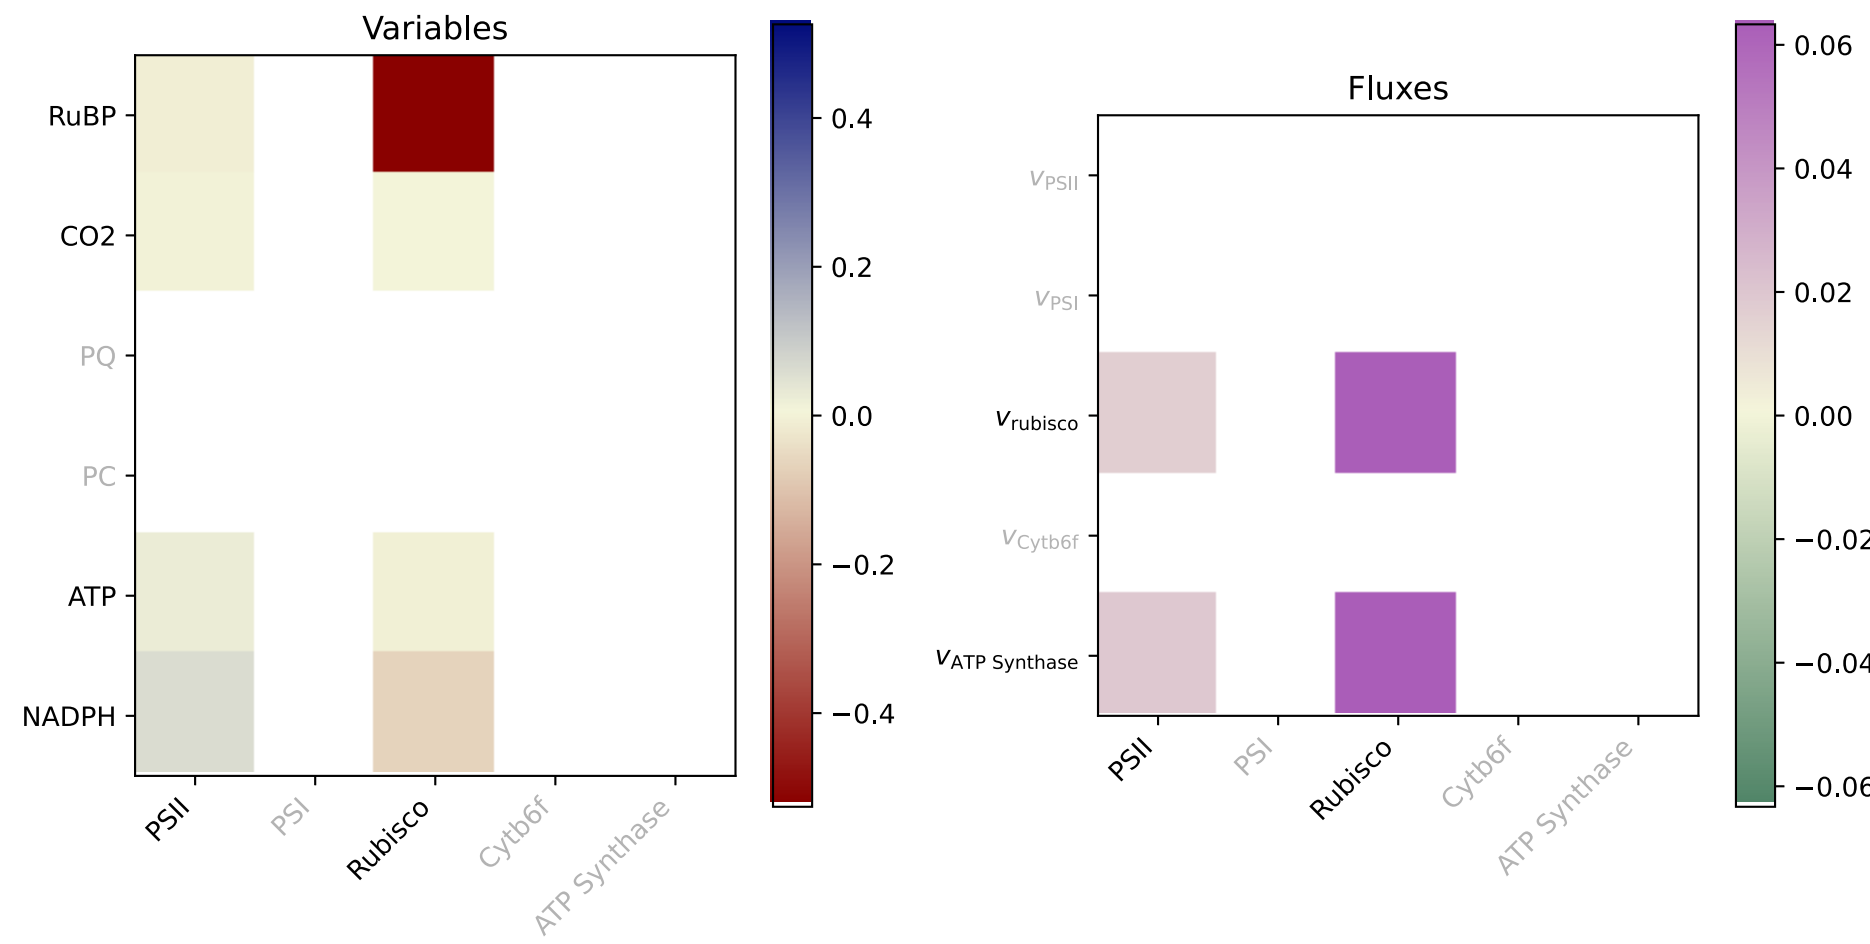 Variables
RuBP
CO2
PQ
PC
ATP
NADPH
PSII
PSI
Rubisco
Cytb6f
ATP Synthase
0.4
0.2
0.0
−0.2
−0.4
Fluxes
vPSII
vPSI
vrubisco
vCytb6f
vATP Synthase
PSII
PSI
Rubisco
Cytb6f
ATP Synthase
0.06
0.04
0.02
0.00
−0.02
−0.04
−0.06